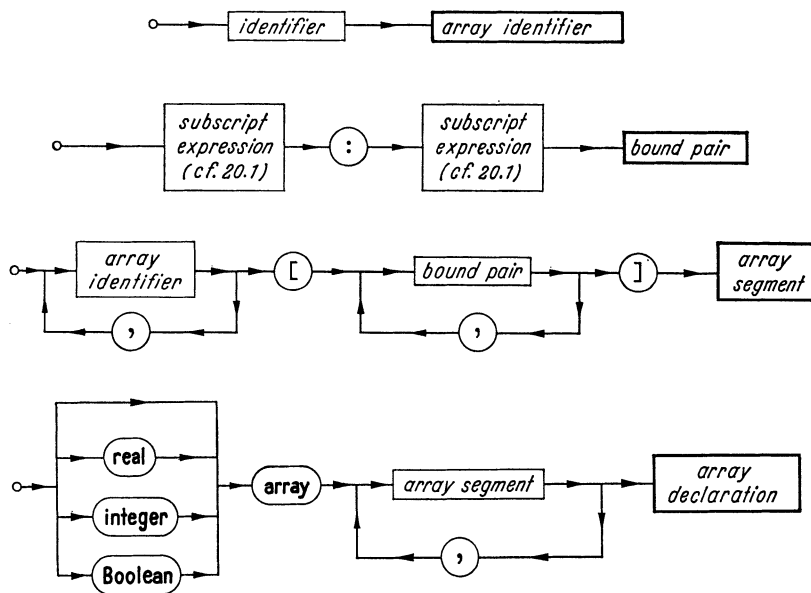 identifier array identifier
subscript expression (cf. 20.1) : subscript expression (cf. 20.1) bound pair
array identifier [ bound pair ] array segment
, ,
real
integer
Boolean
array array segment array declaration
,